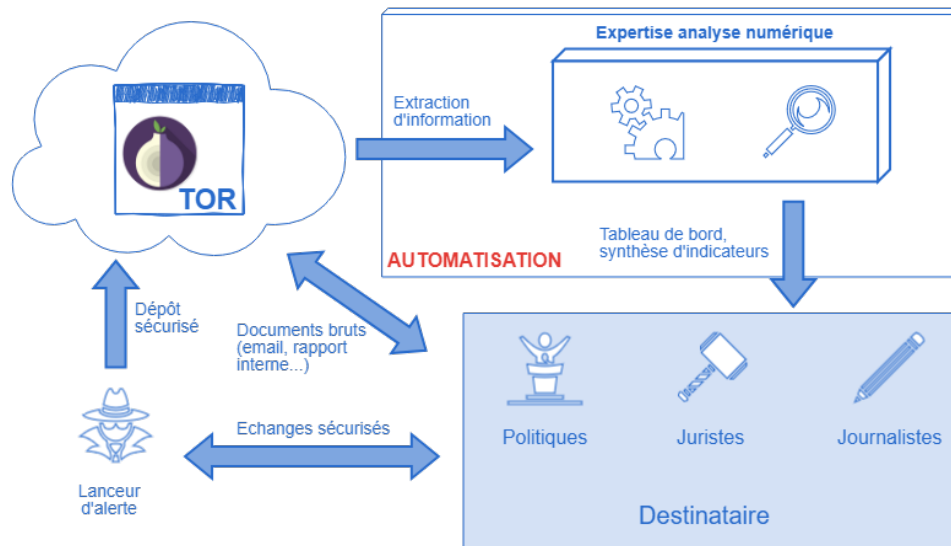 Expertise analyse numérique
TOR
Extraction
d'information
Tableau de bord,
synthèse d'indicateurs
AUTOMATISATION
Dépôt
sécurisé
Documents bruts
(email, rapport
interne...)
Echanges sécurisés
Lanceur
d'alerte
Politiques
Juristes
Journalistes
Destinataire